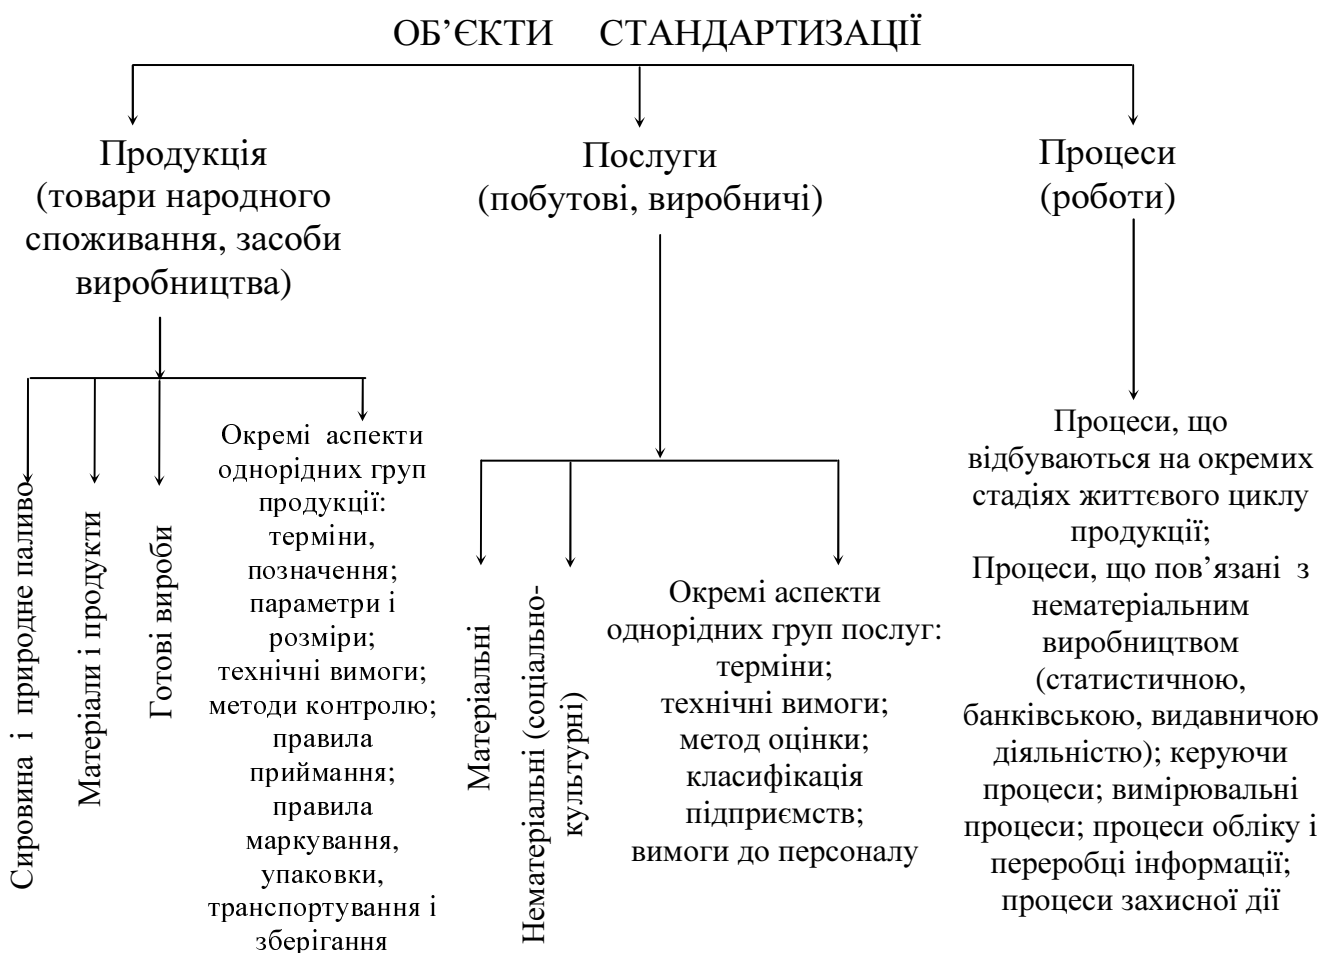 ОБ’ЄКТИ СТАНДАРТИЗАЦІЇ
Продукція
(товари народного
споживання, засоби
виробництва)
Послуги
(побутові, виробничі)
Процеси
(роботи)
Сировина і природне паливо
Матеріали і продукти
Готові вироби
Окремі аспекти
однорідних груп
продукції:
терміни,
позначення;
параметри і
розміри;
технічні вимоги;
методи контролю;
правила
приймання;
правила
маркування,
упаковки,
транспортування і
зберігання
Матеріальні
Нематеріальні (соціально-
культурні)
Окремі аспекти
однорідних груп послуг:
терміни;
технічні вимоги;
метод оцінки;
класифікація
підприємств;
вимоги до персоналу
Процеси, що
відбуваються на окремих
стадіях життєвого циклу
продукції;
Процеси, що пов’язані з
нематеріальним
виробництвом
(статистичною,
банківською, видавничою
діяльністю); керуючи
процеси; вимірювальні
процеси; процеси обліку і
переробці інформації;
процеси захисної дії